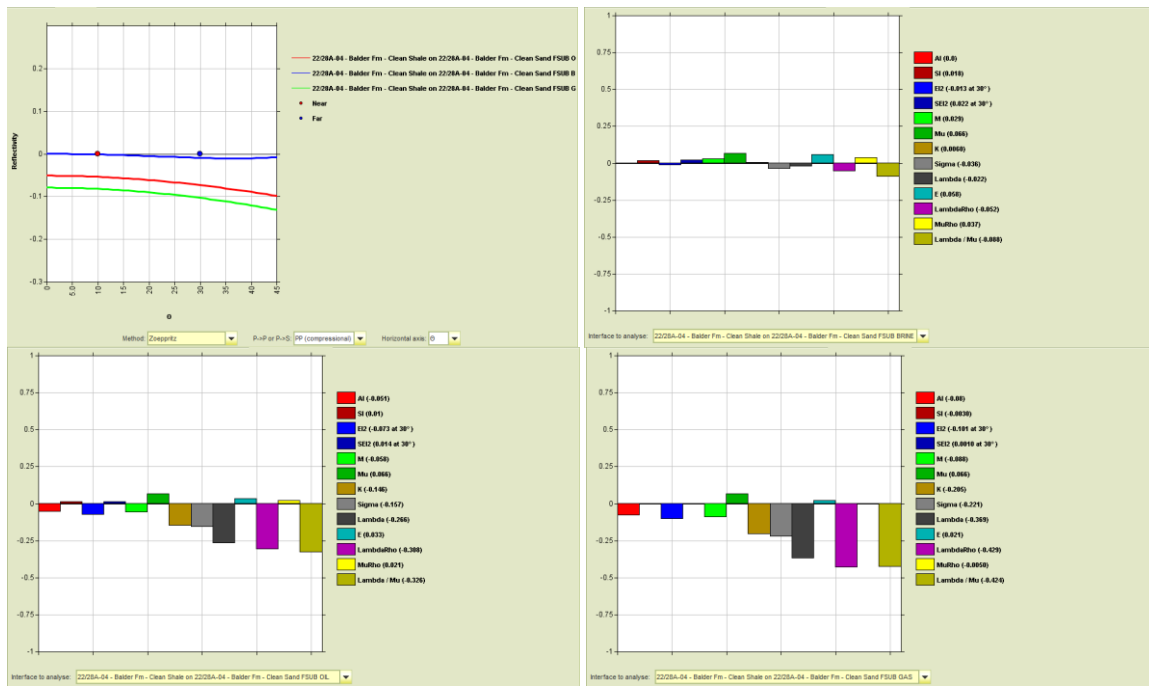 0.2
0.1
0
-0.1
-0.2
-0.3
Reflectivity
0.0
5.0
10.0
15
20
25
30.0
35
40
45
Θ
22/28A-04 - Balder Fm - Clean Shale on 22/28A-04 - Balder Fm - Clean Sand FSUB O
22/28A-04 - Balder Fm - Clean Shale on 22/28A-04 - Balder Fm - Clean Sand FSUB B
22/28A-04 - Balder Fm - Clean Shale on 22/28A-04 - Balder Fm - Clean Sand FSUB G
Near
Far
Method: Zoeppritz P->P or P->S: PP (compressional) Horizontal axis: Θ
1
0.75
0.5
0.25
0
-0.25
-0.5
-0.75
-1
AI (0.0)
SI (0.018)
EI2 (-0.013 at 30°)
SEI2 (0.022 at 30°)
M (0.029)
Mu (0.066)
K (0.0060)
Sigma (-0.036)
Lambda (-0.022)
E (0.058)
LambdaRho (-0.052)
MuRho (0.037)
Lambda / Mu (-0.088)
Interface to analyse: 22/28A-04 - Balder Fm - Clean Shale on 22/28A-04 - Balder Fm - Clean Sand FSUB BRINE
1
0.75
0.5
0.25
0
-0.25
-0.5
-0.75
-1
AI (-0.051)
SI (0.01)
EI2 (-0.073 at 30°)
SEI2 (0.014 at 30°)
M (-0.058)
Mu (0.066)
K (-0.146)
Sigma (-0.157)
Lambda (-0.266)
E (0.033)
LambdaRho (-0.308)
MuRho (0.021)
Lambda / Mu (-0.326)
Interface to analyse: 22/28A-04 - Balder Fm - Clean Shale on 22/28A-04 - Balder Fm - Clean Sand FSUB OIL
1
0.75
0.5
0.25
0
-0.25
-0.5
-0.75
-1
AI (-0.08)
SI (-0.0030)
EI2 (-0.101 at 30°)
SEI2 (0.0010 at 30°)
M (-0.088)
Mu (0.066)
K (-0.205)
Sigma (-0.221)
Lambda (-0.369)
E (0.021)
LambdaRho (-0.429)
MuRho (-0.0050)
Lambda / Mu (-0.424)
Interface to analyse: 22/28A-04 - Balder Fm - Clean Shale on 22/28A-04 - Balder Fm - Clean Sand FSUB GAS